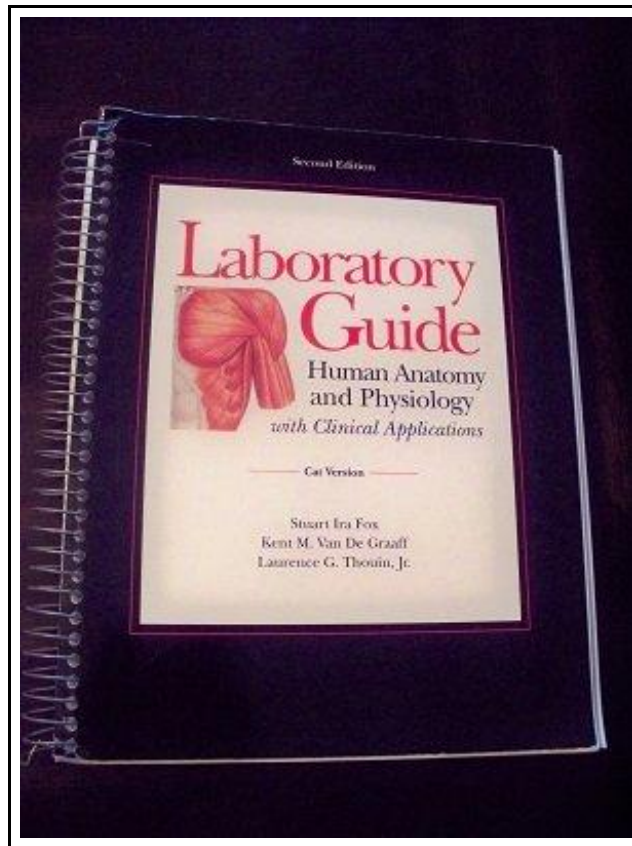 Second Edition
Laboratory
Guide
Human Anatomy
and Physiology
with Clinical Applications
Cat Version
Stuart Ira Fox
Kent M. Van De Graaff
Laurence G. Thouin, Jr.